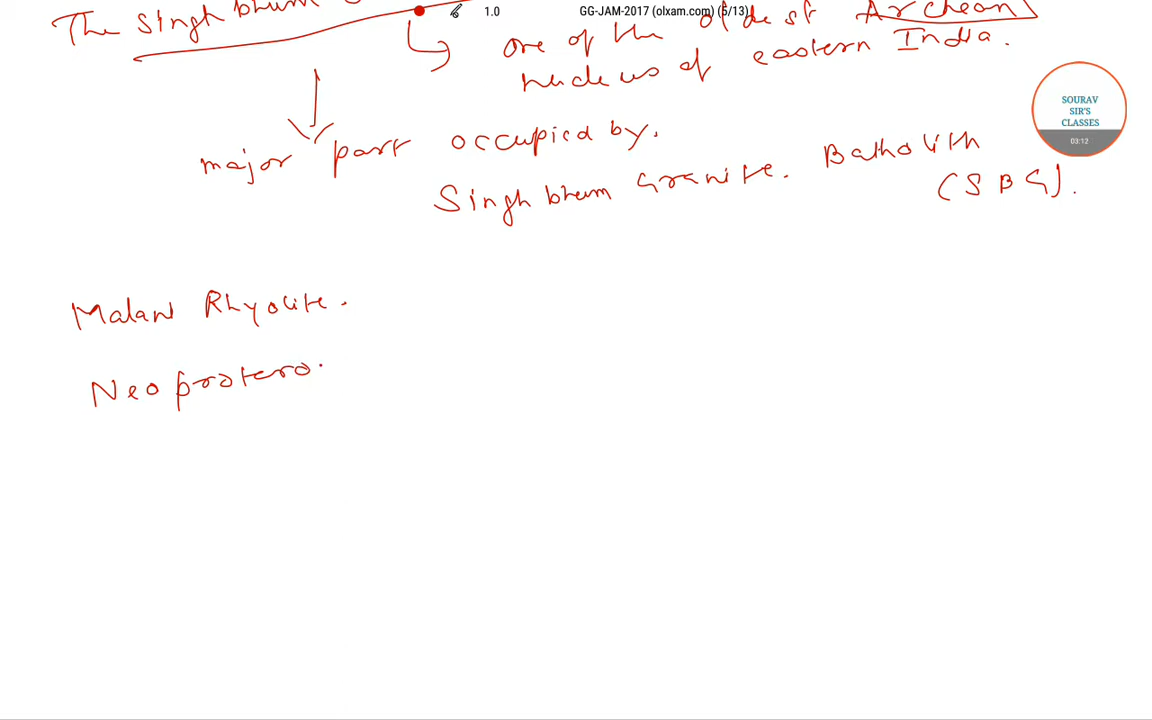 1.0 GG-JAM-2017 (olxam.com) (5/13)
The Singhbhum
one of the oldest Archean
nucleus of eastern India.
major part occupied by.
Singhbhum Granite. Batholith
(SBG).
SOURAV
SIR'S
CLASSES
03:12
Malani Rhyolite.
Neoprotero.